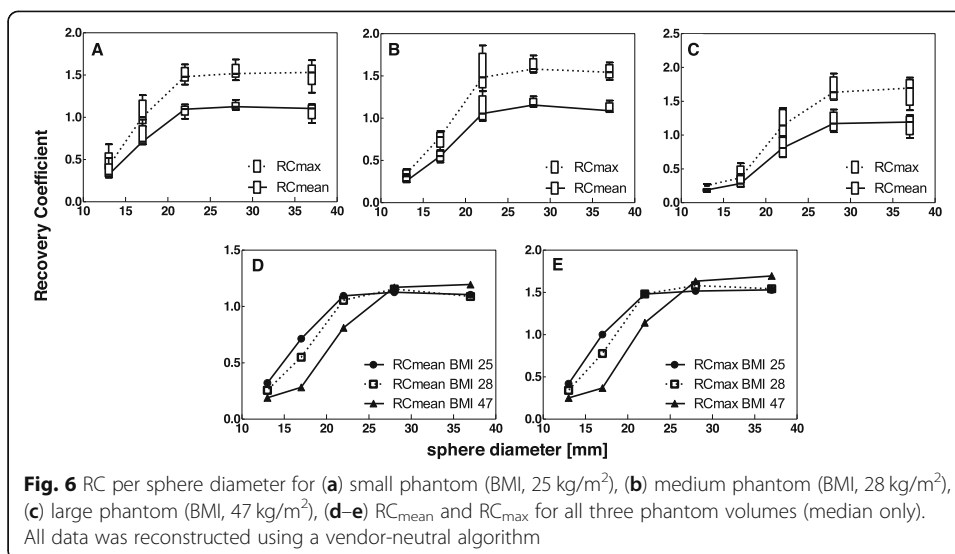 A
2.0
1.5
1.0
0.5
0.0
10 15 20 25 30 35 40
RCmax
RCmean
B
2.0
1.5
1.0
0.5
0.0
10 15 20 25 30 35 40
RCmax
RCmean
C
2.5
2.0
1.5
1.0
0.5
0.0
10 15 20 25 30 35 40
RCmax
RCmean
Recovery Coefficient
D
1.5
1.0
0.5
0.0
10 15 20 25 30 35 40
RCmean BMI 25
RCmean BMI 28
RCmean BMI 47
E
2.0
1.5
1.0
0.5
0.0
10 15 20 25 30 35 40
RCmax BMI 25
RCmax BMI 28
RCmax BMI 47
sphere diameter [mm]
Fig. 6 RC per sphere diameter for (a) small phantom (BMI, 25 kg/m²), (b) medium phantom (BMI, 28 kg/m²),
(c) large phantom (BMI, 47 kg/m²), (d–e) RCmean and RCmax for all three phantom volumes (median only).
All data was reconstructed using a vendor-neutral algorithm